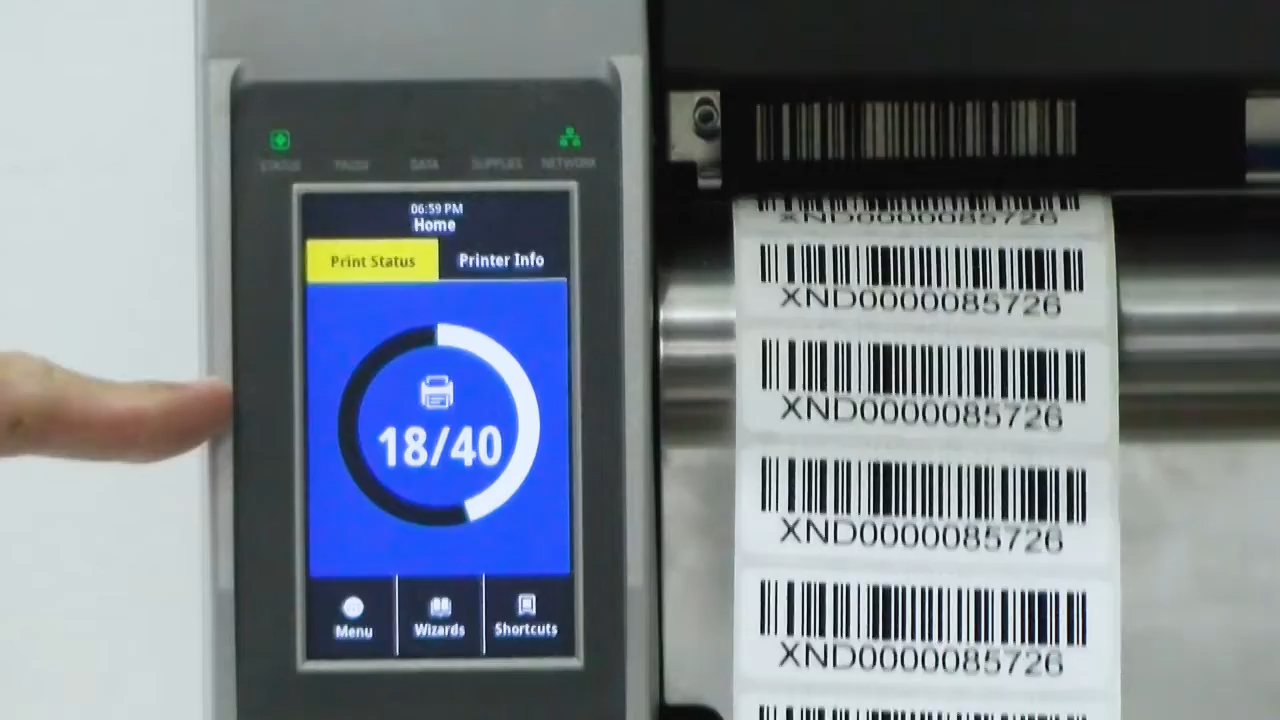 STATUS PAUSE DATA SUPPLIES NETWORK
06:59 PM
Home
Print Status Printer Info
18/40
Menu Wizards Shortcuts
XND0000085726
XND0000085726
XND0000085726
XND0000085726
XND0000085726